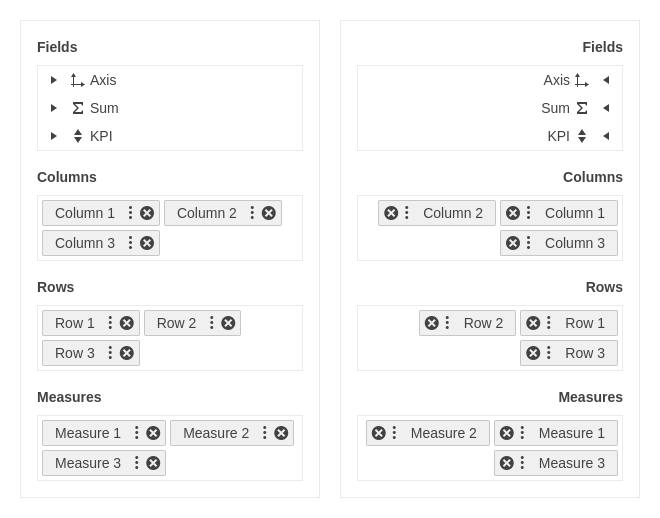 Fields
Axis
Sum
KPI
Columns
Column 1 Column 2
Column 3
Rows
Row 1 Row 2
Row 3
Measures
Measure 1 Measure 2
Measure 3
Fields
Axis
Sum
KPI
Columns
Column 2 Column 1
Column 3
Rows
Row 2 Row 1
Row 3
Measures
Measure 2 Measure 1
Measure 3